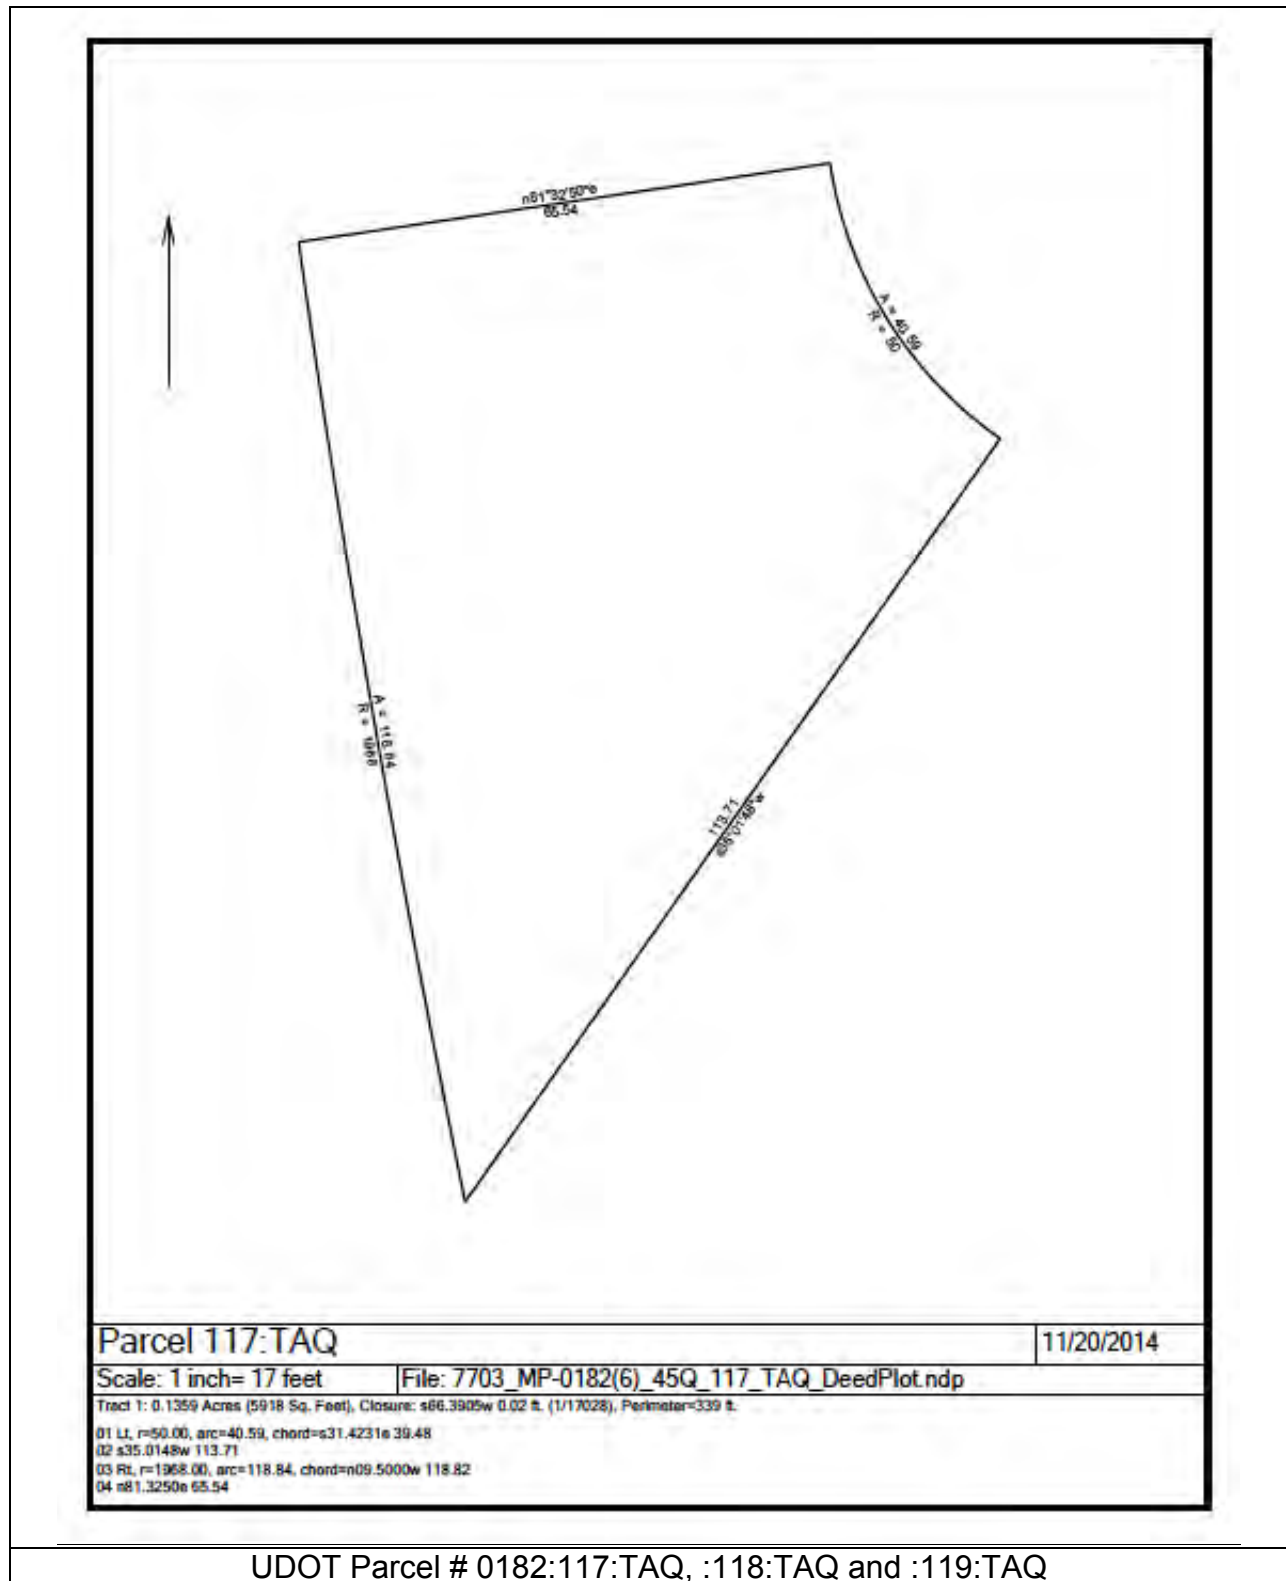 n81°32'50"e
65.54
A = 40.59
R = 50
A = 118.84
R = 1968
113.71
s35°01'48"w
Parcel 117:TAQ
11/20/2014
Scale: 1 inch= 17 feet
File: 7703_MP-0182(6)_45Q_117_TAQ_DeedPlot.ndp
Tract 1: 0.1359 Acres (5918 Sq. Feet), Closure: s66.3905w 0.02 ft. (1/17028), Perimeter=339 ft.
01 Lt, r=50.00, arc=40.59, chord=s31.4231e 39.48
02 s35.0148w 113.71
03 Rt, r=1968.00, arc=118.84, chord=n09.5000w 118.82
04 n81.3250e 65.54
UDOT Parcel # 0182:117:TAQ, :118:TAQ and :119:TAQ